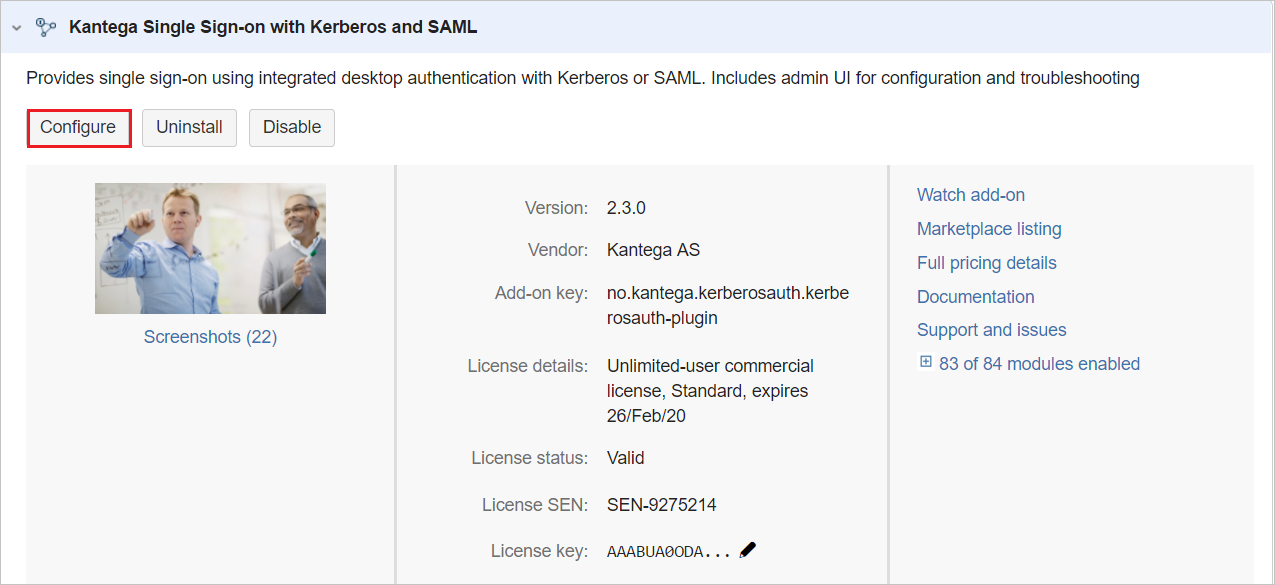 Kantega Single Sign-on with Kerberos and SAML
Provides single sign-on using integrated desktop authentication with Kerberos or SAML. Includes admin UI for configuration and troubleshooting
Configure
Uninstall
Disable
Screenshots (22)
Version: 2.3.0
Vendor: Kantega AS
Add-on key: no.kantega.kerberosauth.kerbe
rosauth-plugin
License details: Unlimited-user commercial
license, Standard, expires
26/Feb/20
License status: Valid
License SEN: SEN-9275214
License key: AAABUA0ODA...
Watch add-on
Marketplace listing
Full pricing details
Documentation
Support and issues
83 of 84 modules enabled